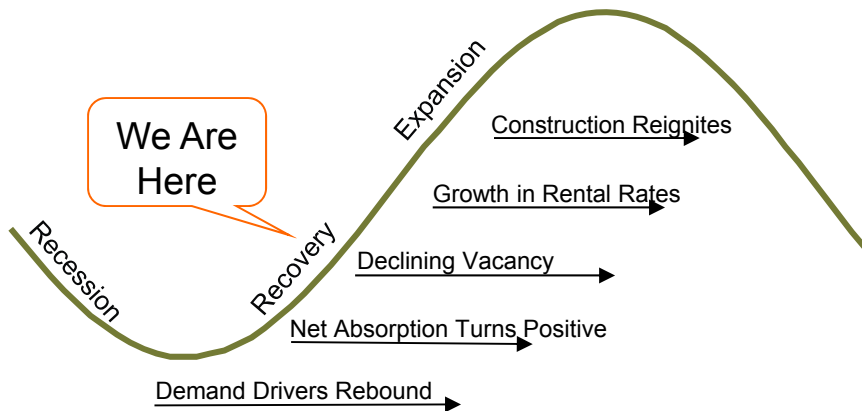 Expansion
We Are
Here
Construction Reignites
Growth in Rental Rates
Recession
Recovery
Declining Vacancy
Net Absorption Turns Positive
Demand Drivers Rebound